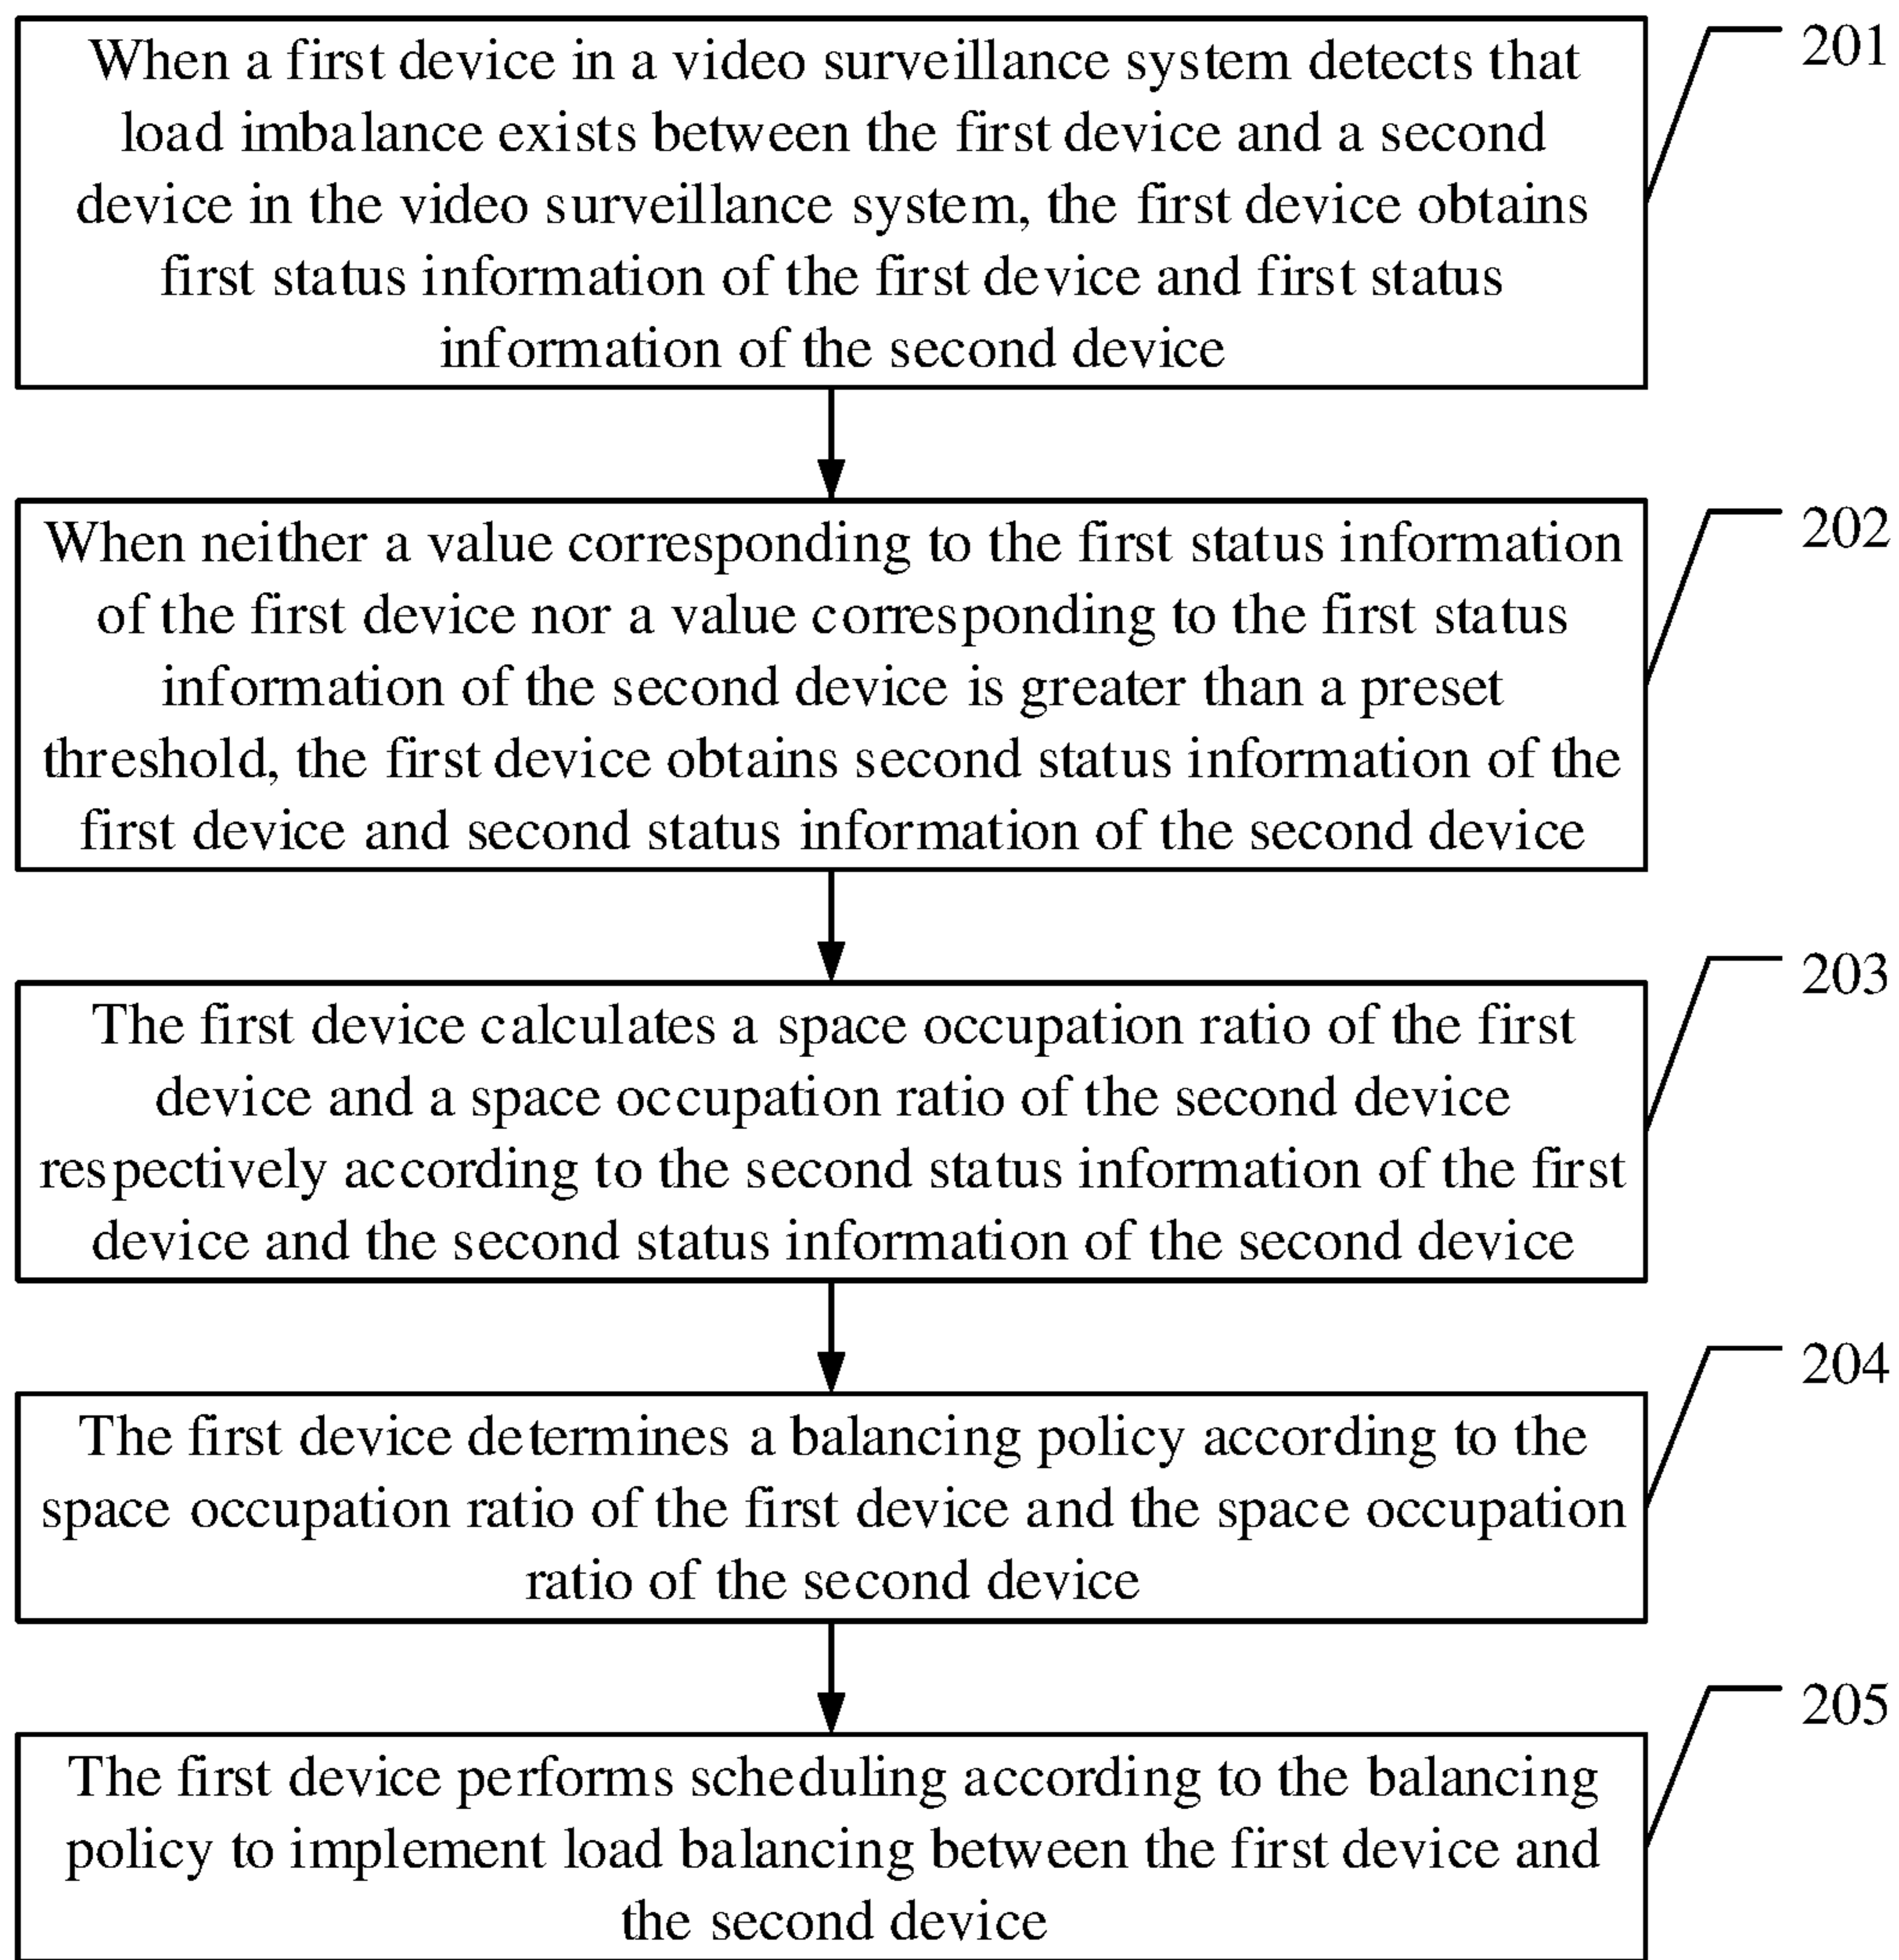 When a first device in a video surveillance system detects that
load imbalance exists between the first device and a second
device in the video surveillance system, the first device obtains
first status information of the first device and first status
information of the second device
201
When neither a value corresponding to the first status information
of the first device nor a value corresponding to the first status
information of the second device is greater than a preset
threshold, the first device obtains second status information of the
first device and second status information of the second device
202
The first device calculates a space occupation ratio of the first
device and a space occupation ratio of the second device
respectively according to the second status information of the first
device and the second status information of the second device
203
The first device determines a balancing policy according to the
space occupation ratio of the first device and the space occupation
ratio of the second device
204
The first device performs scheduling according to the balancing
policy to implement load balancing between the first device and
the second device
205